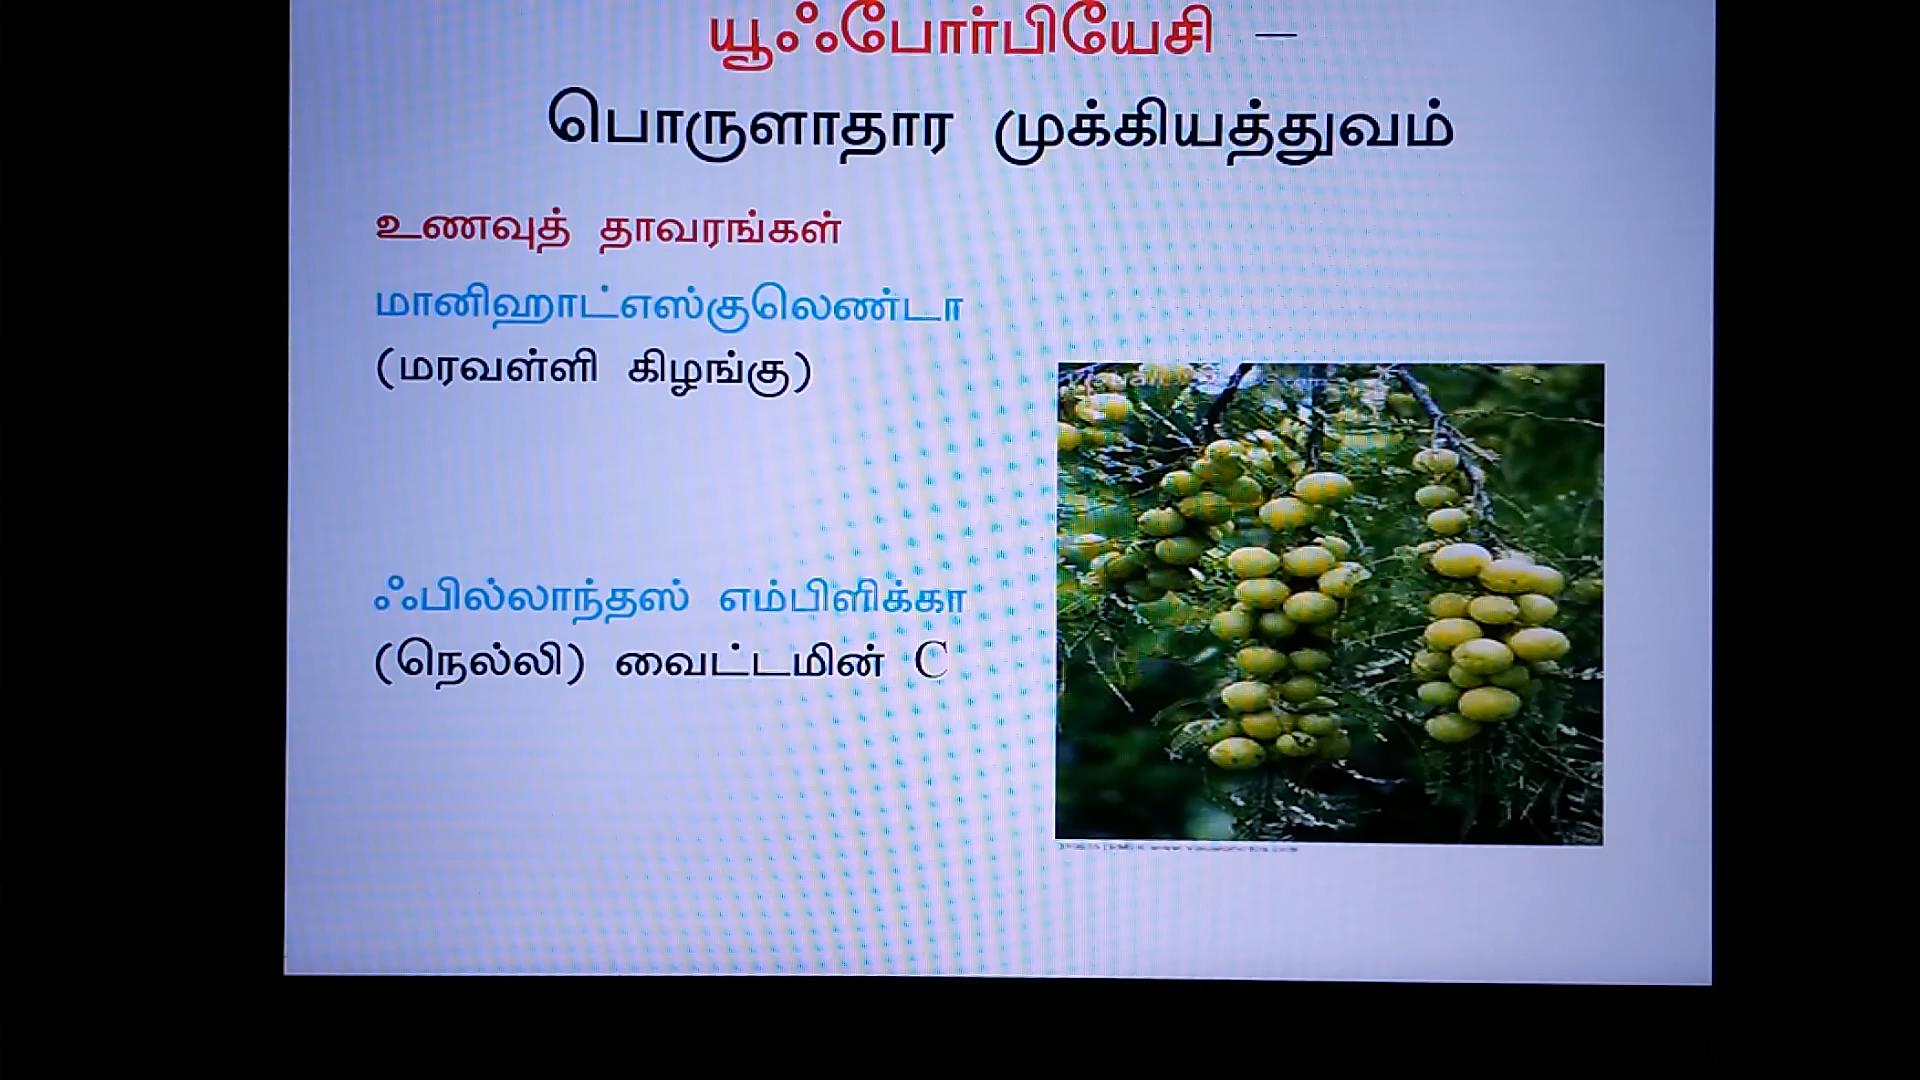 யூஃபோர்பியேசி –
பொருளாதார முக்கியத்துவம்
உணவுத் தாவரங்கள்
மானிஹாட்எஸ்குலெண்டா
(மரவள்ளி கிழங்கு)
ஃபில்லாந்தஸ் எம்பிளிக்கா
(நெல்லி) வைட்டமின் C